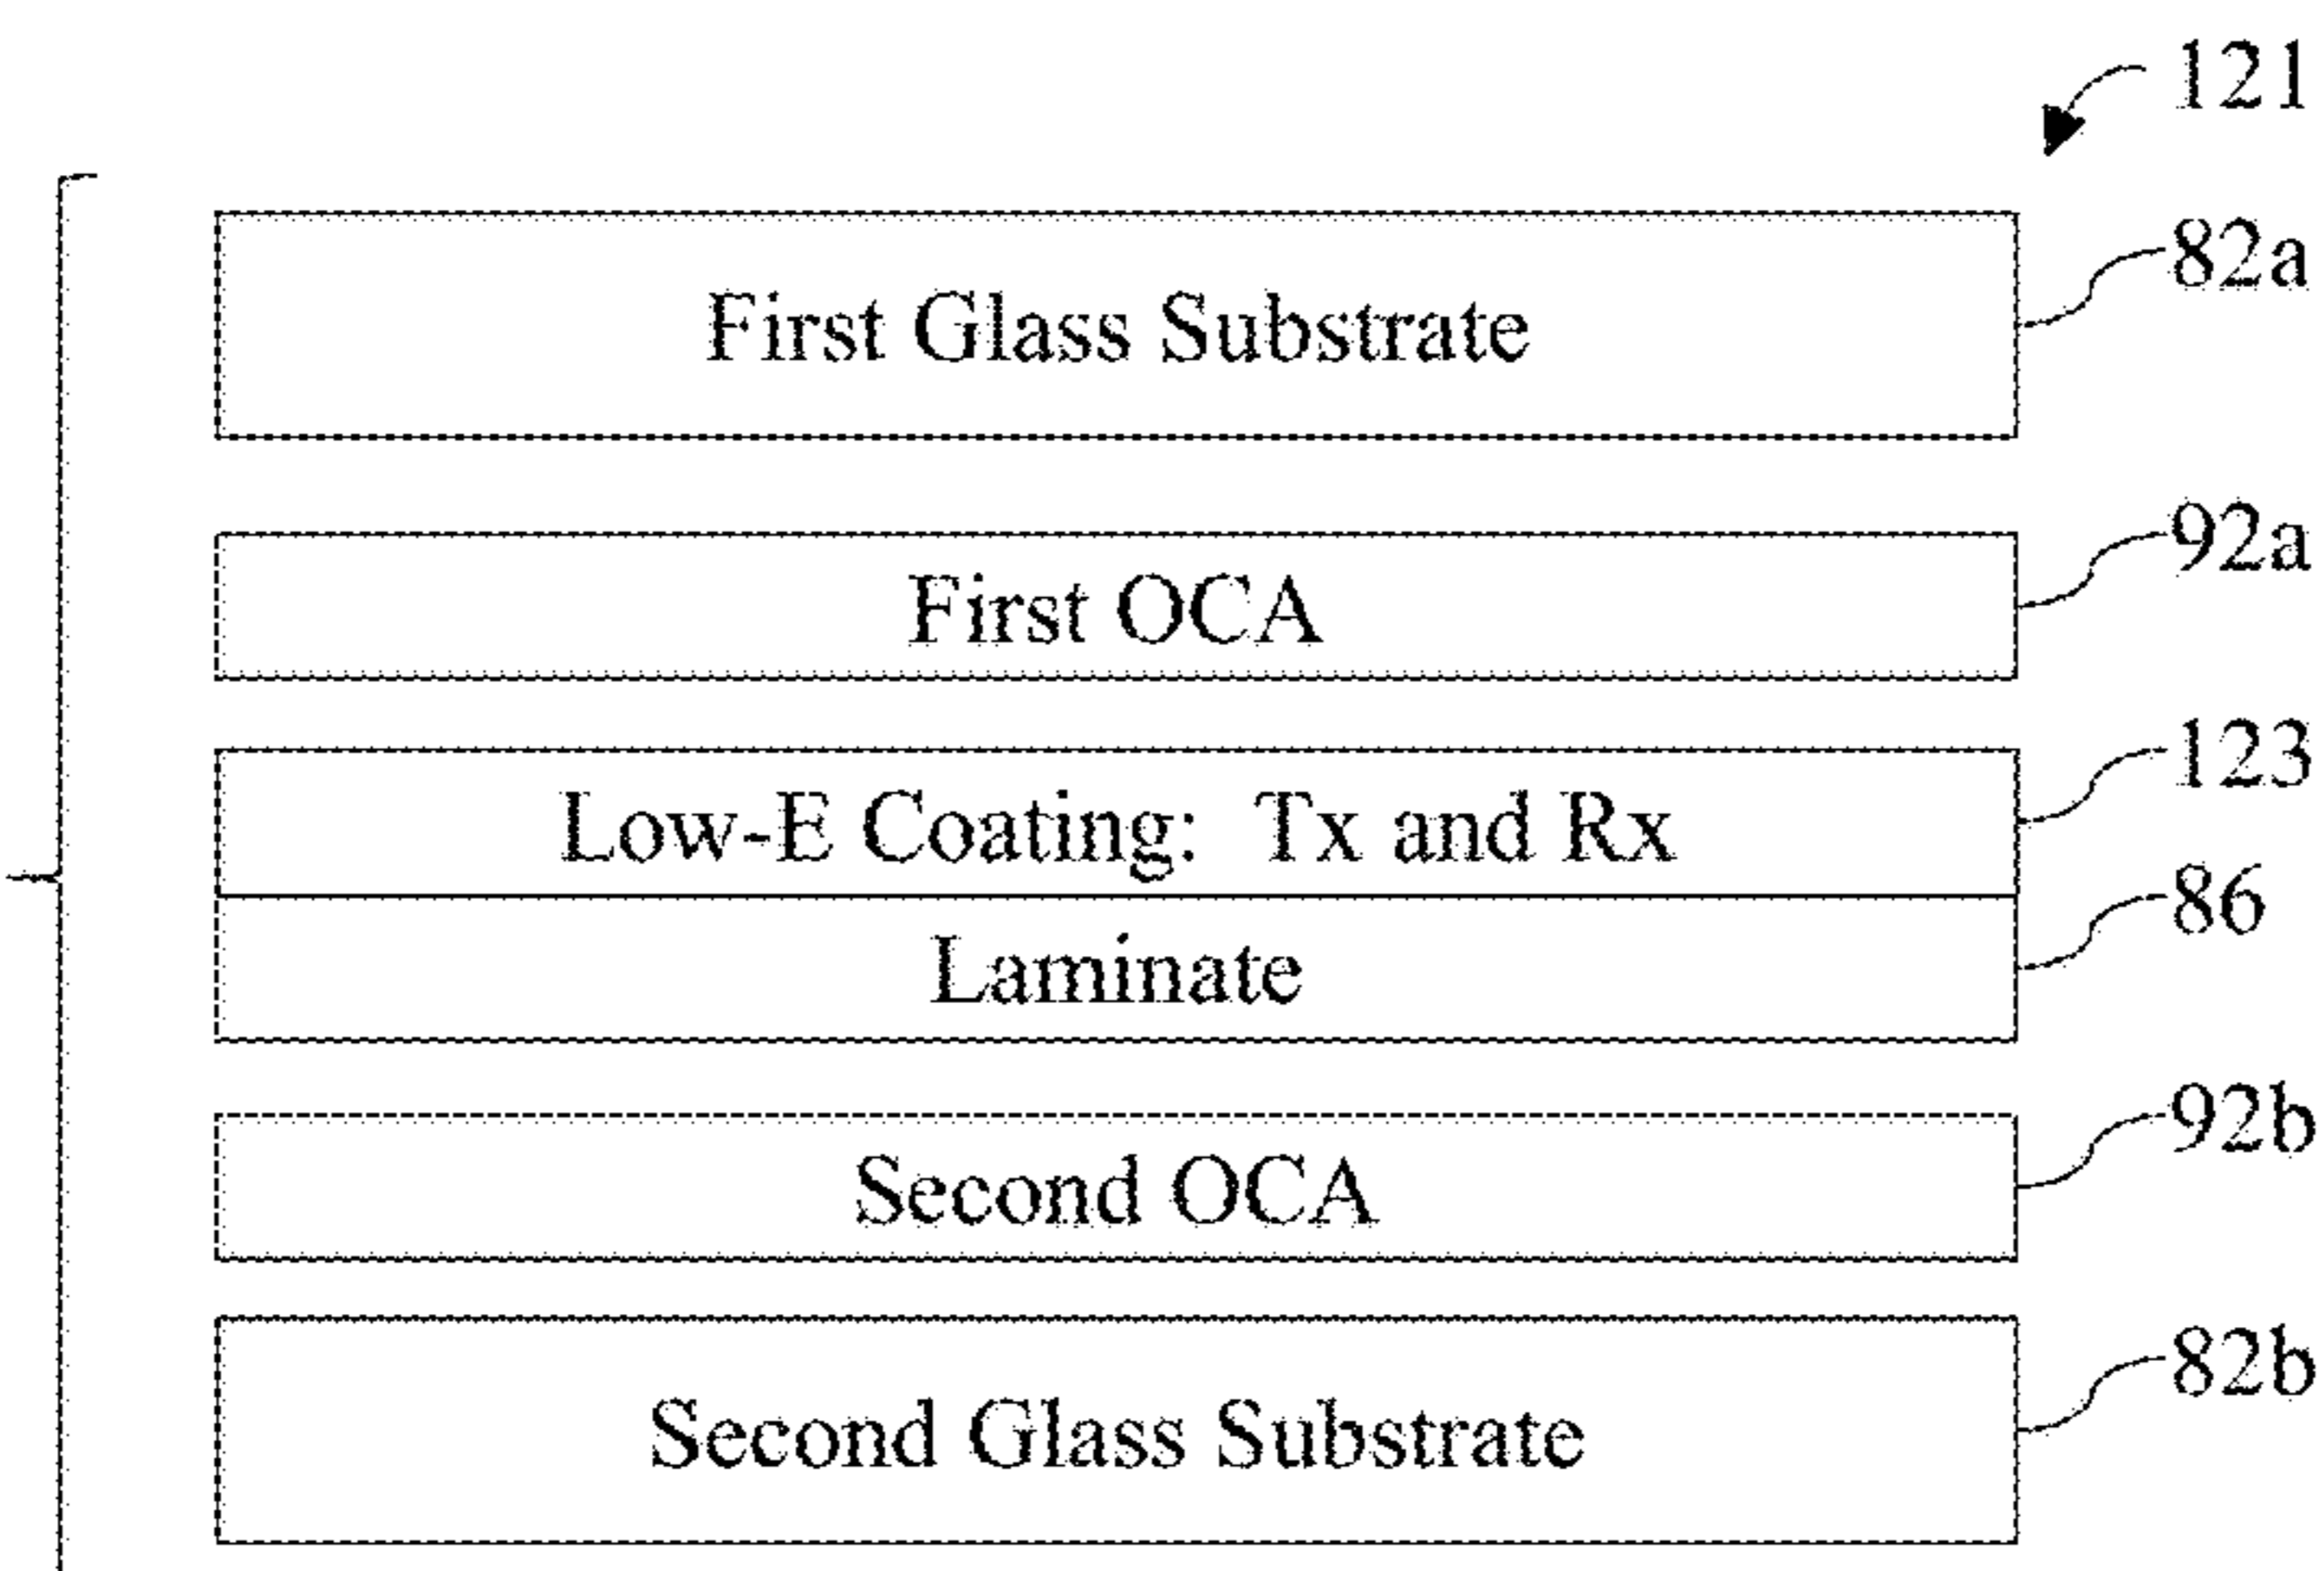 121
82a
First Glass Substrate
92a
First OCA
123
Low-E Coating: Tx and Rx
86
Laminate
92b
Second OCA
82b
Second Glass Substrate